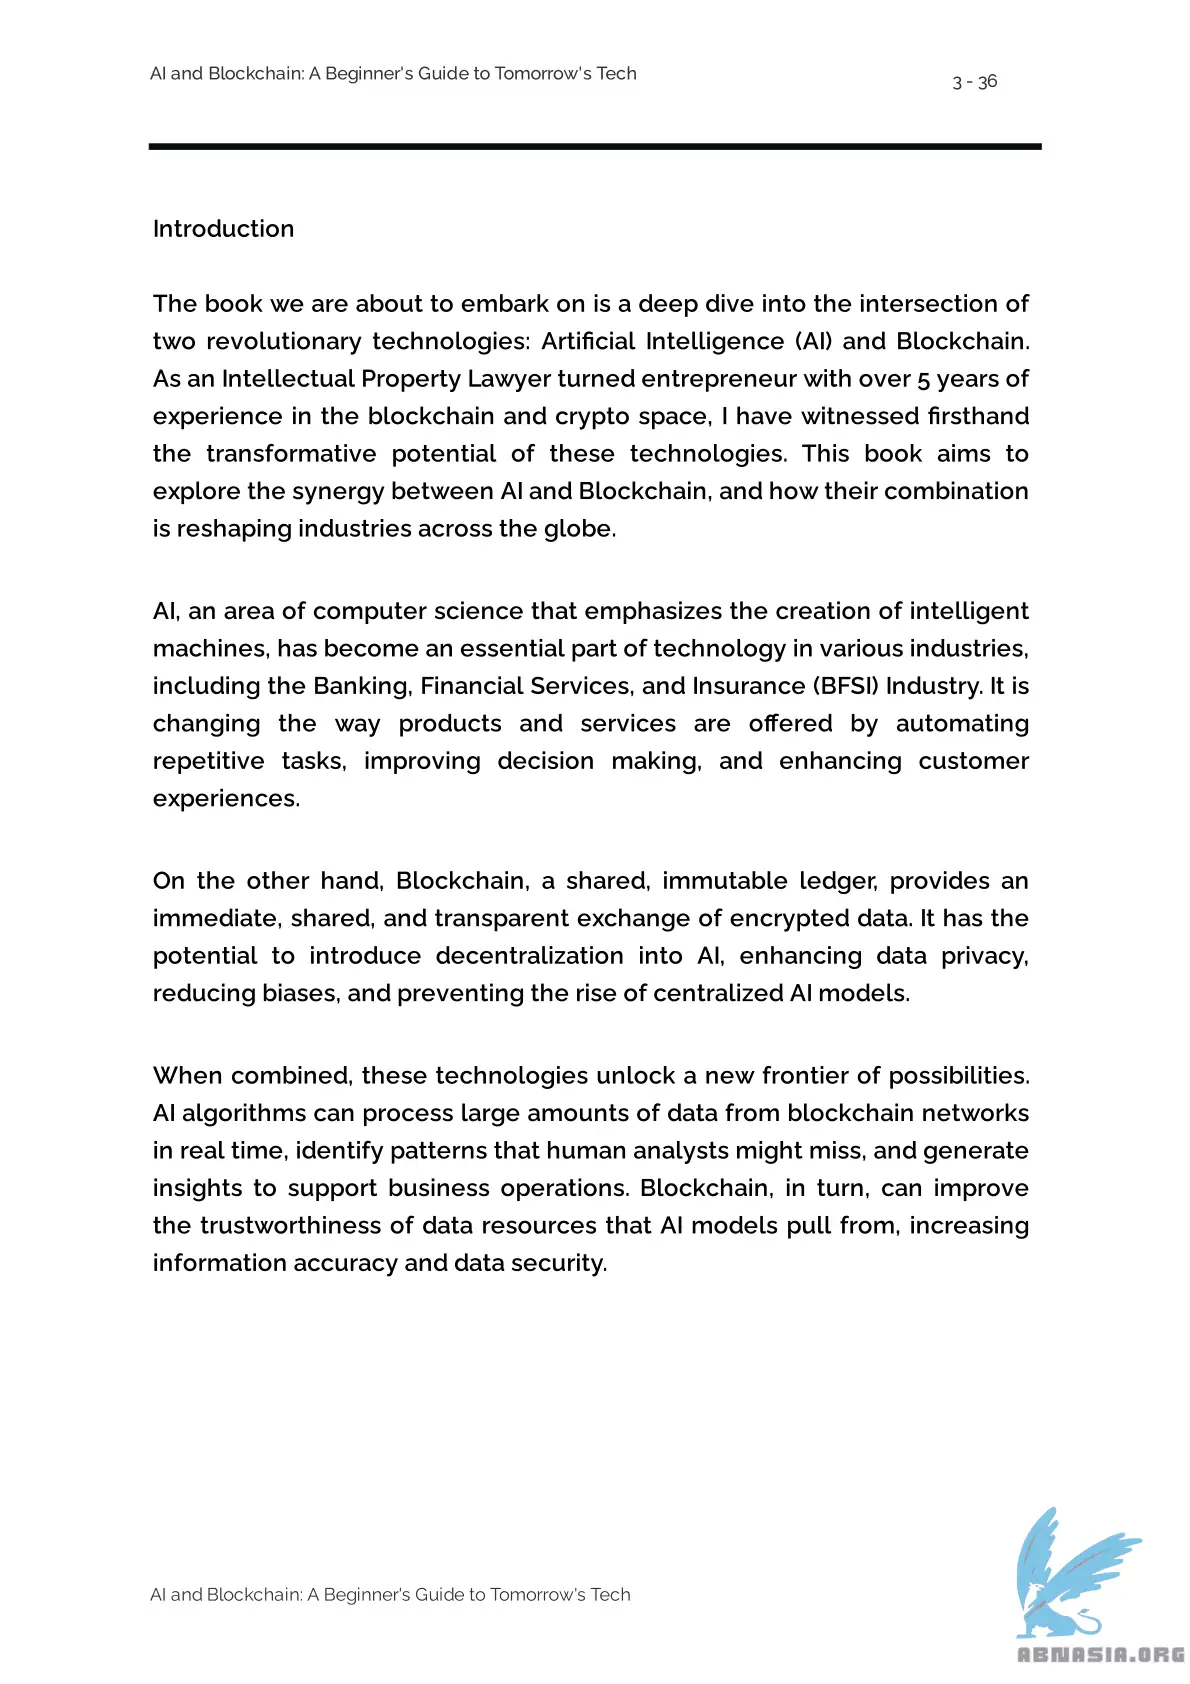 AI and Blockchain: A Beginner's Guide to Tomorrow's Tech
3 - 36
Introduction
The book we are about to embark on is a deep dive into the intersection of
two revolutionary technologies: Artificial Intelligence (AI) and Blockchain.
As an Intellectual Property Lawyer turned entrepreneur with over 5 years of
experience in the blockchain and crypto space, I have witnessed firsthand
the transformative potential of these technologies. This book aims to
explore the synergy between AI and Blockchain, and how their combination
is reshaping industries across the globe.
AI, an area of computer science that emphasizes the creation of intelligent
machines, has become an essential part of technology in various industries,
including the Banking, Financial Services, and Insurance (BFSI) Industry. It is
changing the way products and services are offered by automating
repetitive tasks, improving decision making, and enhancing customer
experiences.
On the other hand, Blockchain, a shared, immutable ledger, provides an
immediate, shared, and transparent exchange of encrypted data. It has the
potential to introduce decentralization into AI, enhancing data privacy,
reducing biases, and preventing the rise of centralized AI models.
When combined, these technologies unlock a new frontier of possibilities.
AI algorithms can process large amounts of data from blockchain networks
in real time, identify patterns that human analysts might miss, and generate
insights to support business operations. Blockchain, in turn, can improve
the trustworthiness of data resources that AI models pull from, increasing
information accuracy and data security.
AI and Blockchain: A Beginner's Guide to Tomorrow's Tech
ABNASIA.ORG